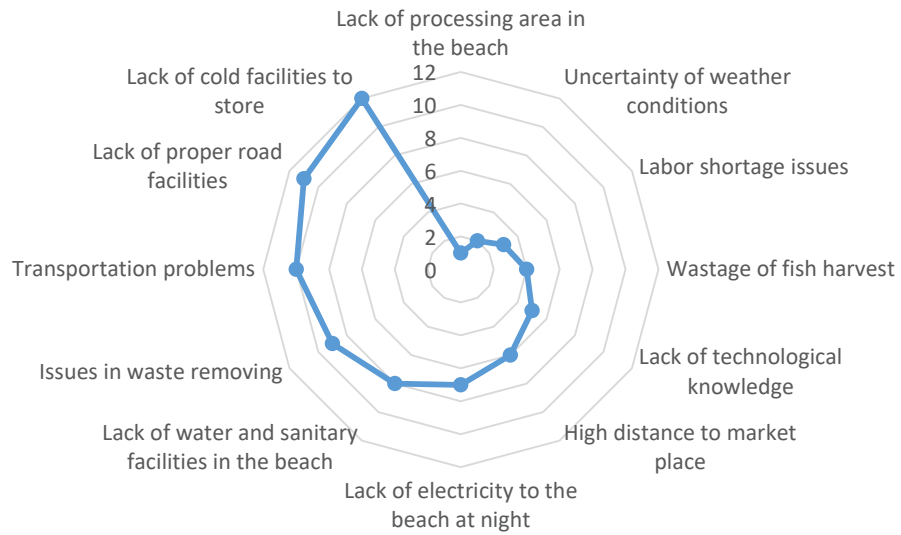 Lack of processing area in
the beach
Uncertainty of weather
conditions
Labor shortage issues
Wastage of fish harvest
Lack of technological
knowledge
High distance to market
place
Lack of electricity to the
beach at night
Lack of water and sanitary
facilities in the beach
Issues in waste removing
Transportation problems
Lack of proper road
facilities
Lack of cold facilities to
store
12
10
8
6
4
2
0